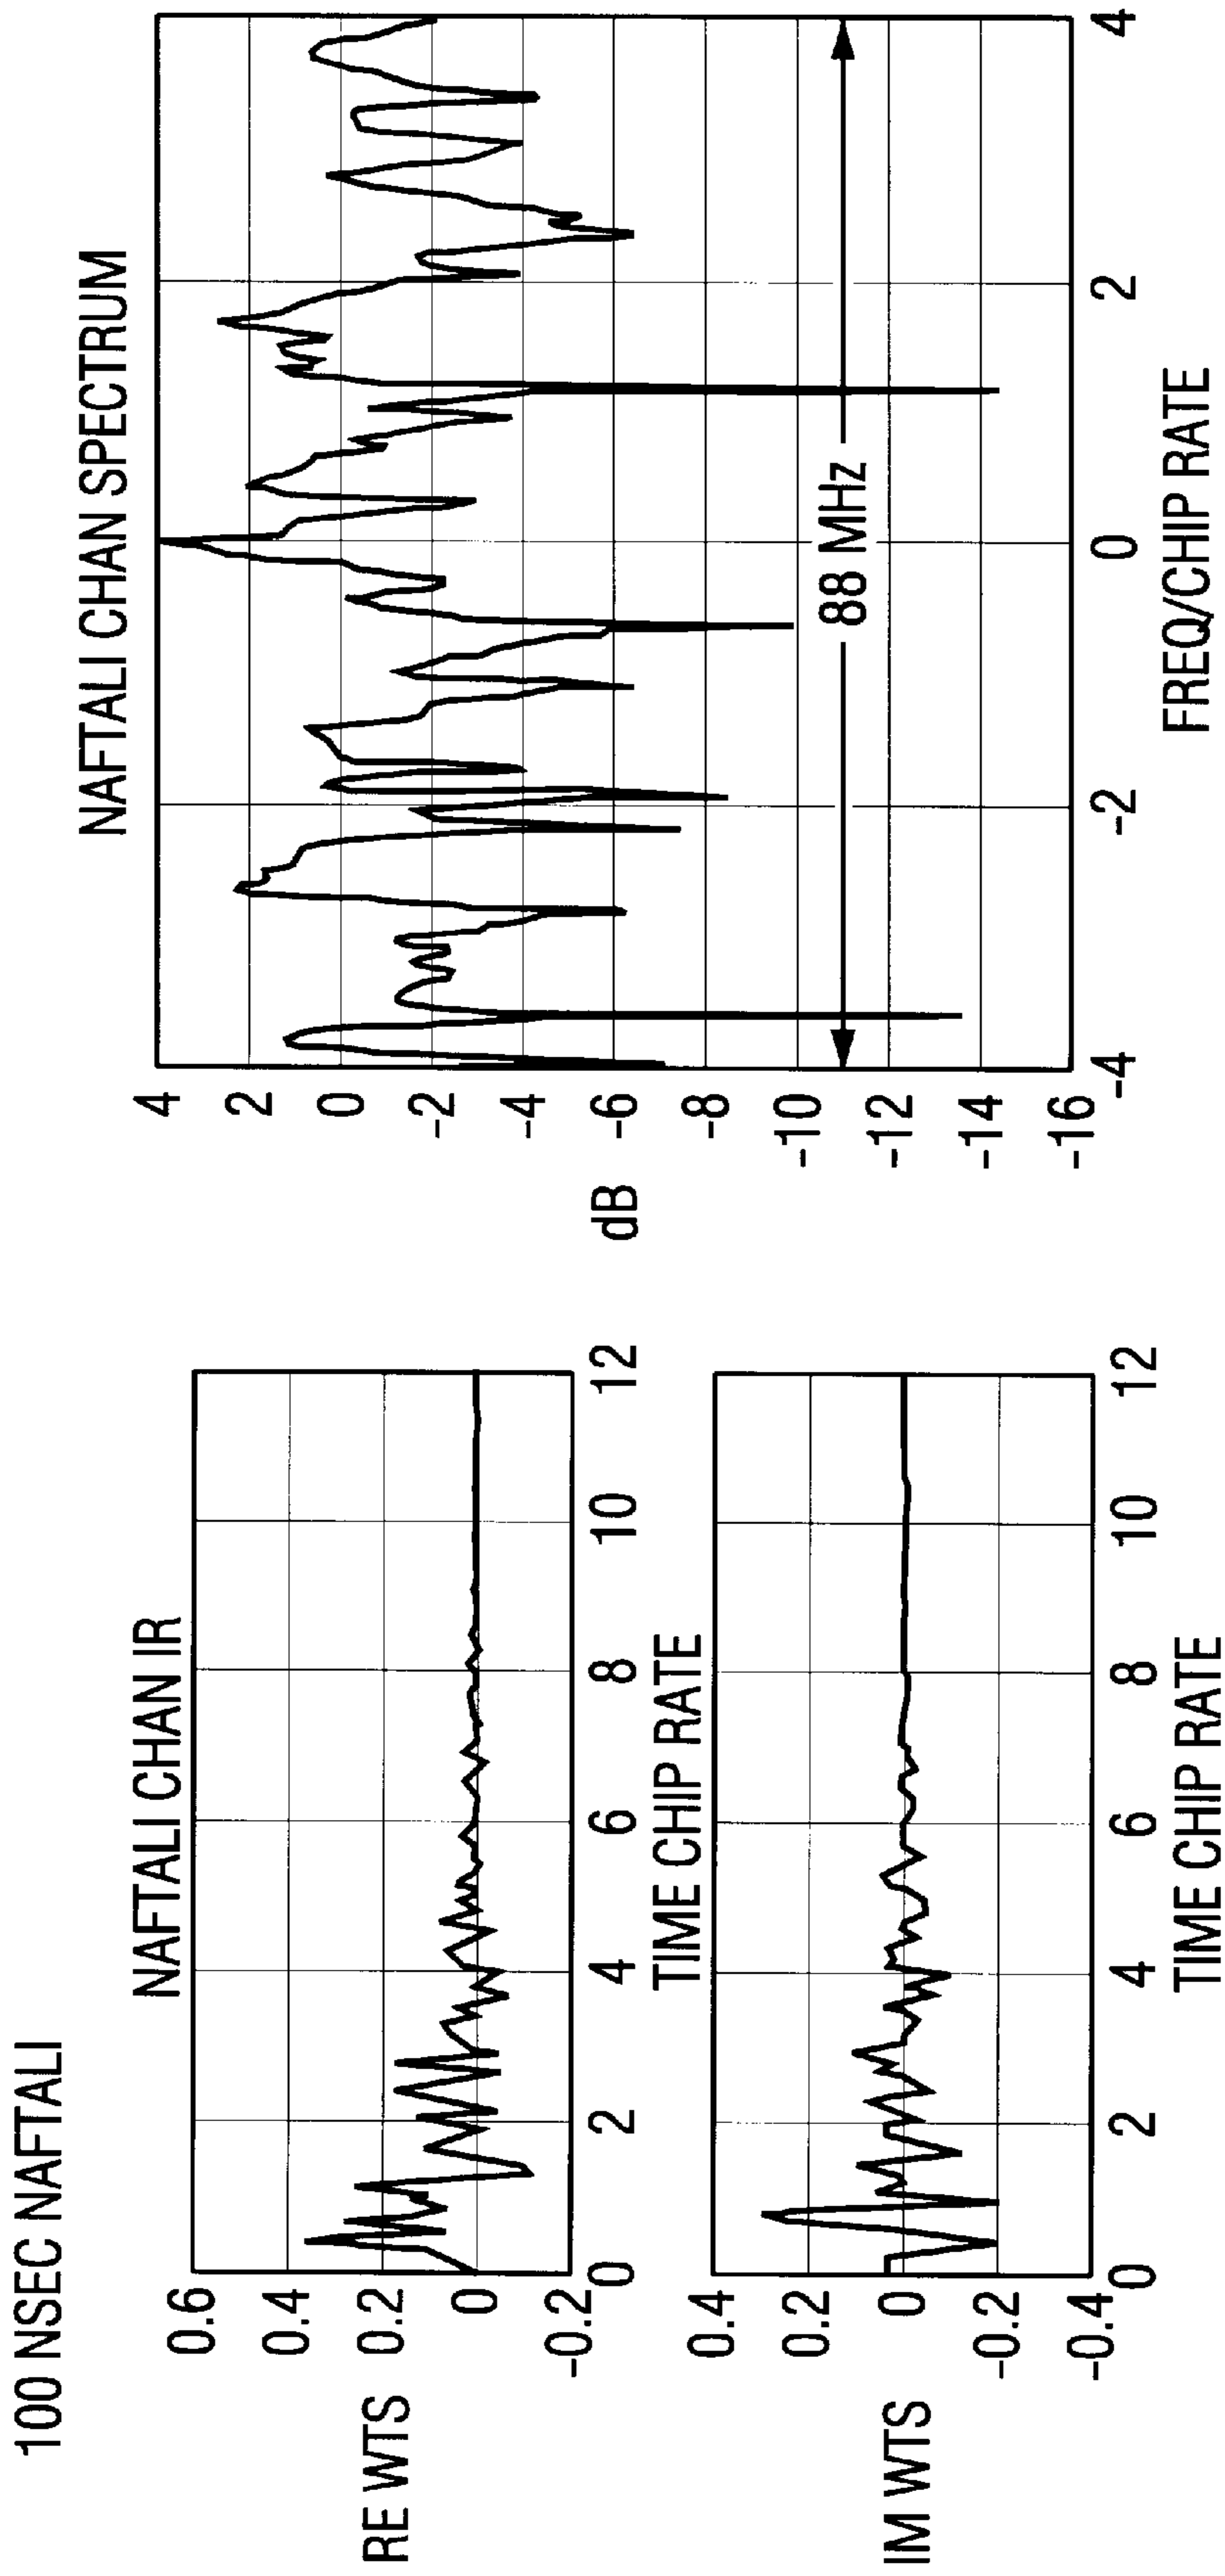 100 NSEC NAFTALI
NAFTALI CHAN IR
RE WTS
0.6
0.4
0.2
0
-0.2
0 2 4 6 8 10 12
TIME CHIP RATE
IM WTS
0.4
0.2
0
-0.2
-0.4
0 2 4 6 8 10 12
TIME CHIP RATE
NAFTALI CHAN SPECTRUM
dB
4
2
0
-2
-4
-6
-8
-10
-12
-14
-16
88 MHz
-4 -2 0 2 4
FREQ/CHIP RATE